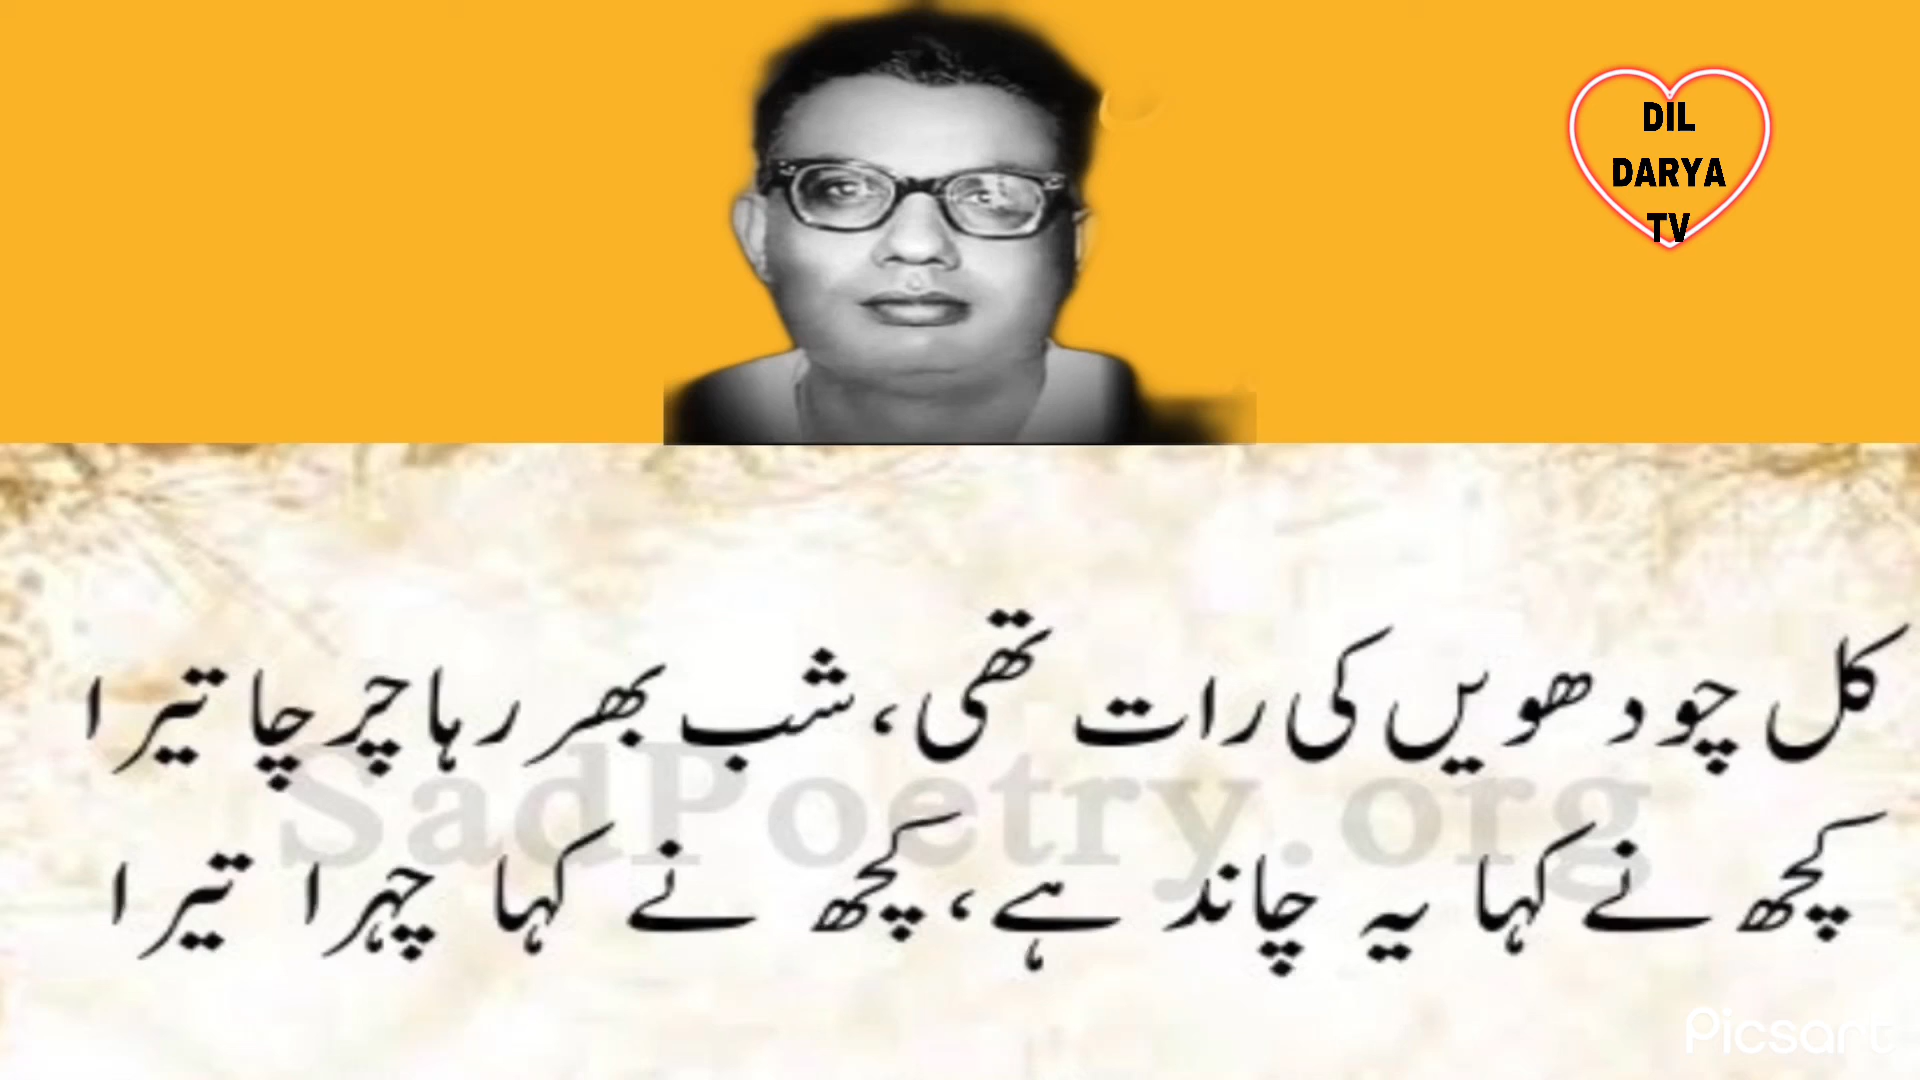 DIL
DARYA
TV
کل چودھویں کی رات تھی، شب بھر رہا چرچا تیرا
کچھ نے کہا یہ چاند ہے، کچھ نے کہا چہرا تیرا
SadPoetry.org
Picsart